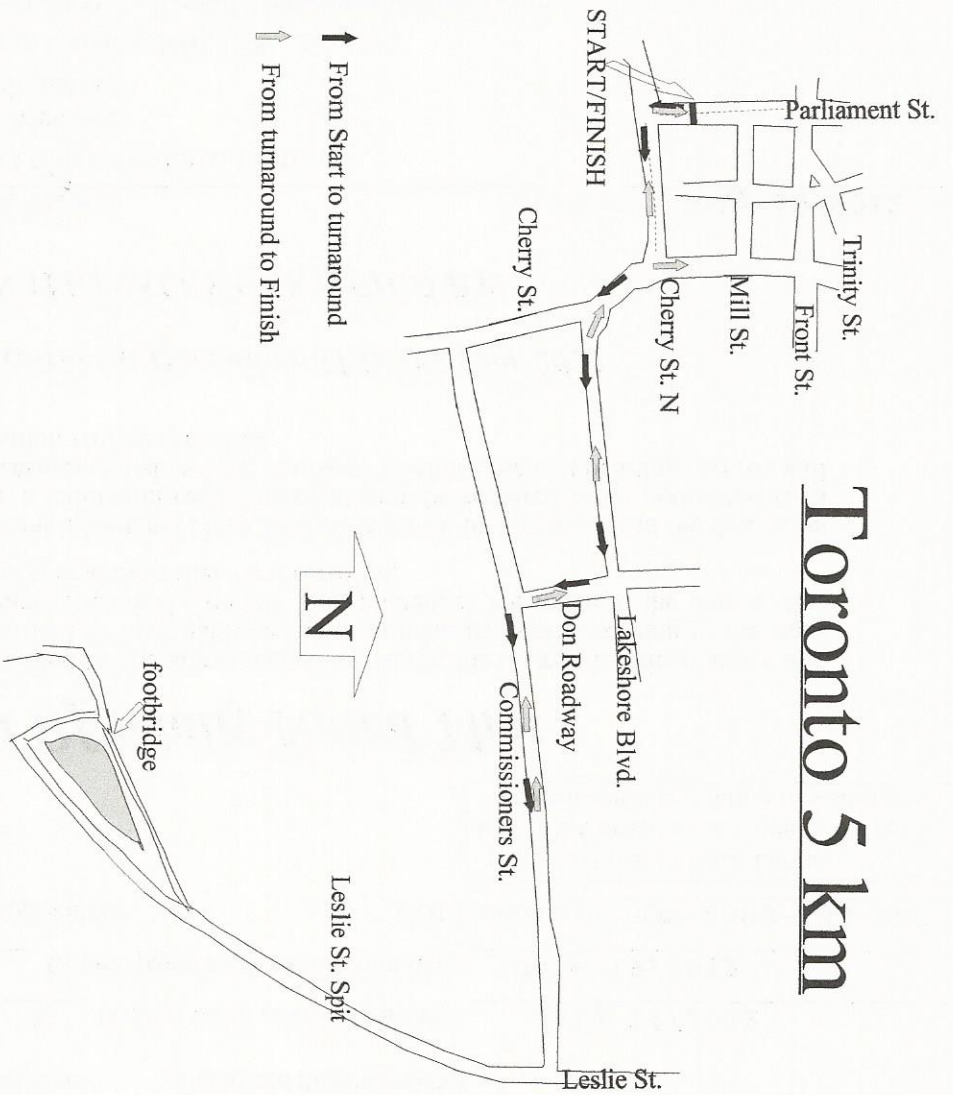 Toronto 5 km
Parliament St.
Trinity St.
Front St.
Mill St.
Cherry St. N
START/FINISH
From Start to turnaround
From turnaround to Finish
Cherry St.
Lakeshore Blvd.
Don Roadway
Commissioners St.
N
footbridge
Leslie St. Spit
Leslie St.